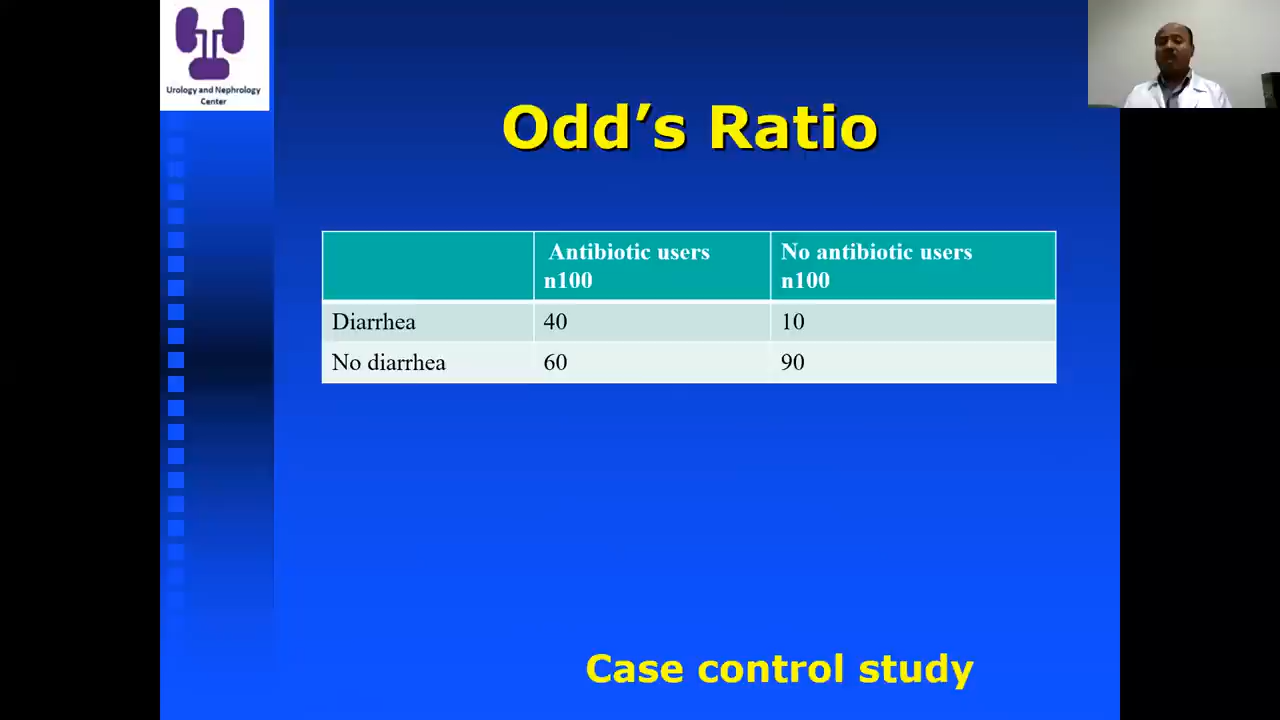 Urology and Nephrology
Center
Odd's Ratio
Antibiotic users
n100
No antibiotic users
n100
Diarrhea
40
10
No diarrhea
60
90
Case control study